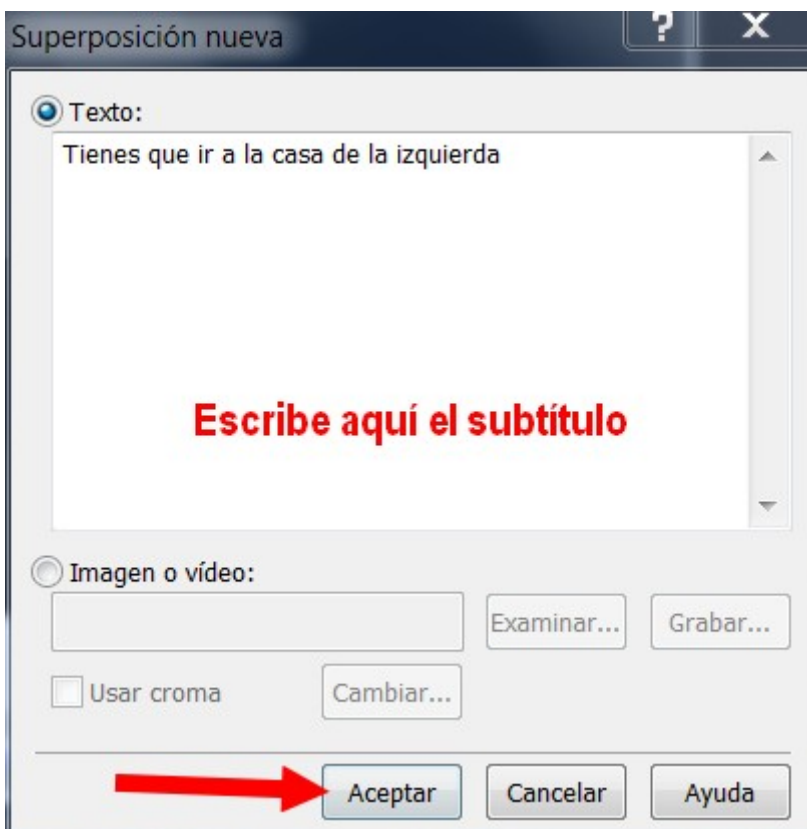 Superposición nueva
? X
Texto:
Tienes que ir a la casa de la izquierda
Escribe aquí el subtítulo
Imagen o vídeo:
Examinar... Grabar...
Usar croma Cambiar...
Aceptar Cancelar Ayuda